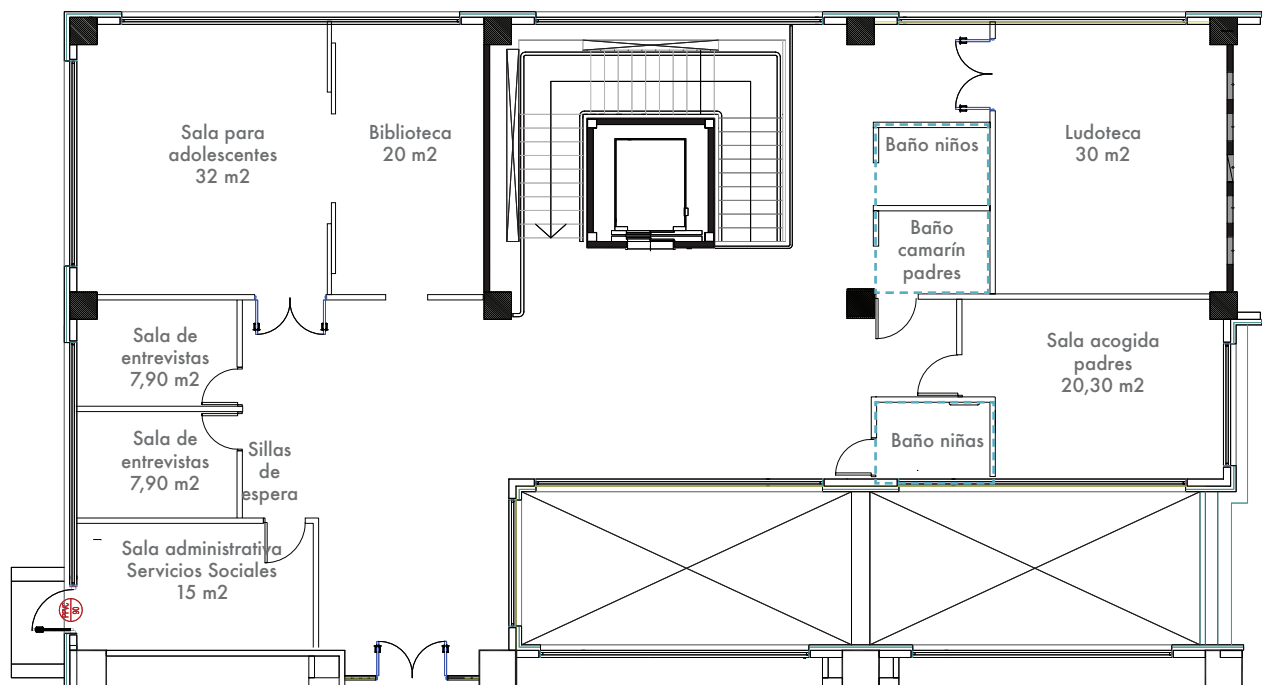 Sala para
adolescentes
32 m2
Biblioteca
20 m2
Baño niños
Ludoteca
30 m2
Baño
camarín
padres
Sala de
entrevistas
7,90 m2
Sala acogida
padres
20,30 m2
Sala de
entrevistas
7,90 m2
Sillas
de
espera
Baño niñas
Sala administrativa
Servicios Sociales
15 m2
90